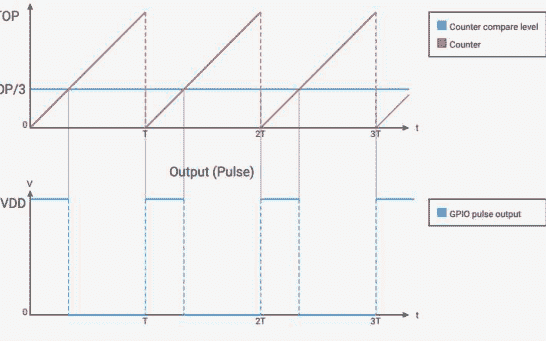 TOP
Counter compare level
Counter
OP/3
0
T
2T
3T
t
Output (Pulse)
V
VDD
GPIO pulse output
0
T
2T
3T
t